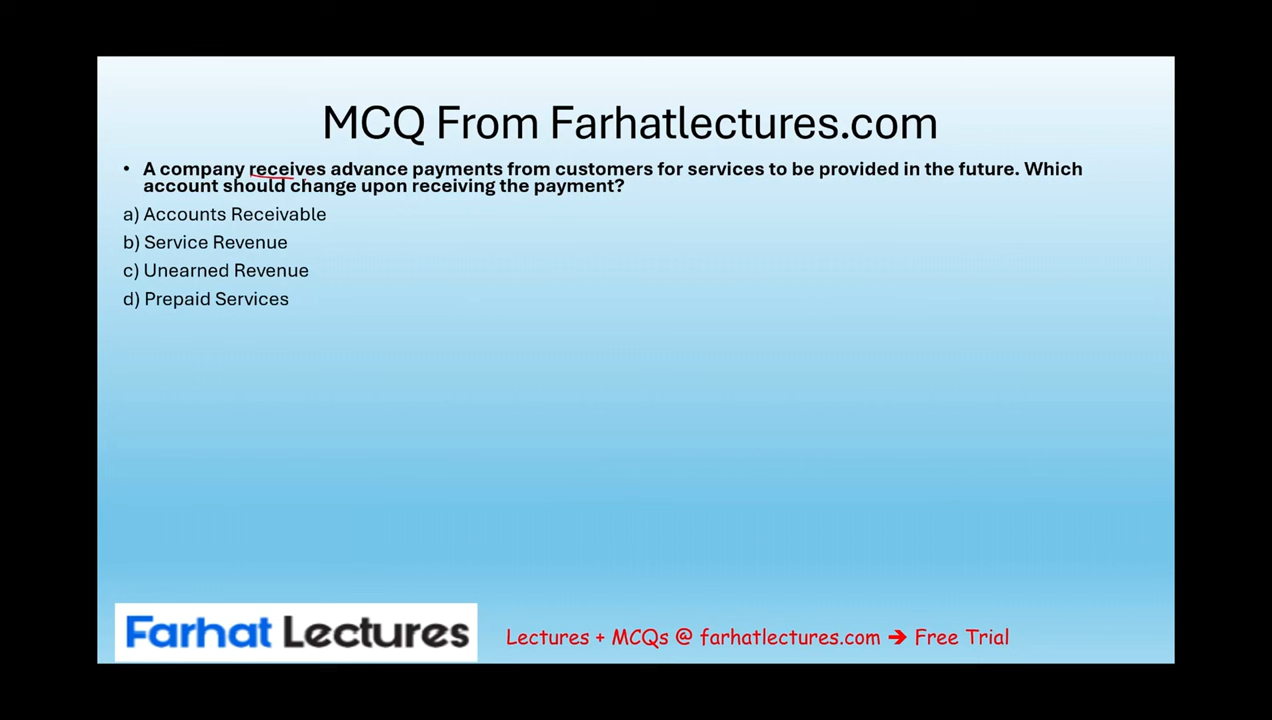 MCQ From Farhatlectures.com
• A company receives advance payments from customers for services to be provided in the future. Which
account should change upon receiving the payment?
a) Accounts Receivable
b) Service Revenue
c) Unearned Revenue
d) Prepaid Services
Farhat Lectures
Lectures + MCQs @ farhatlectures.com ➔ Free Trial